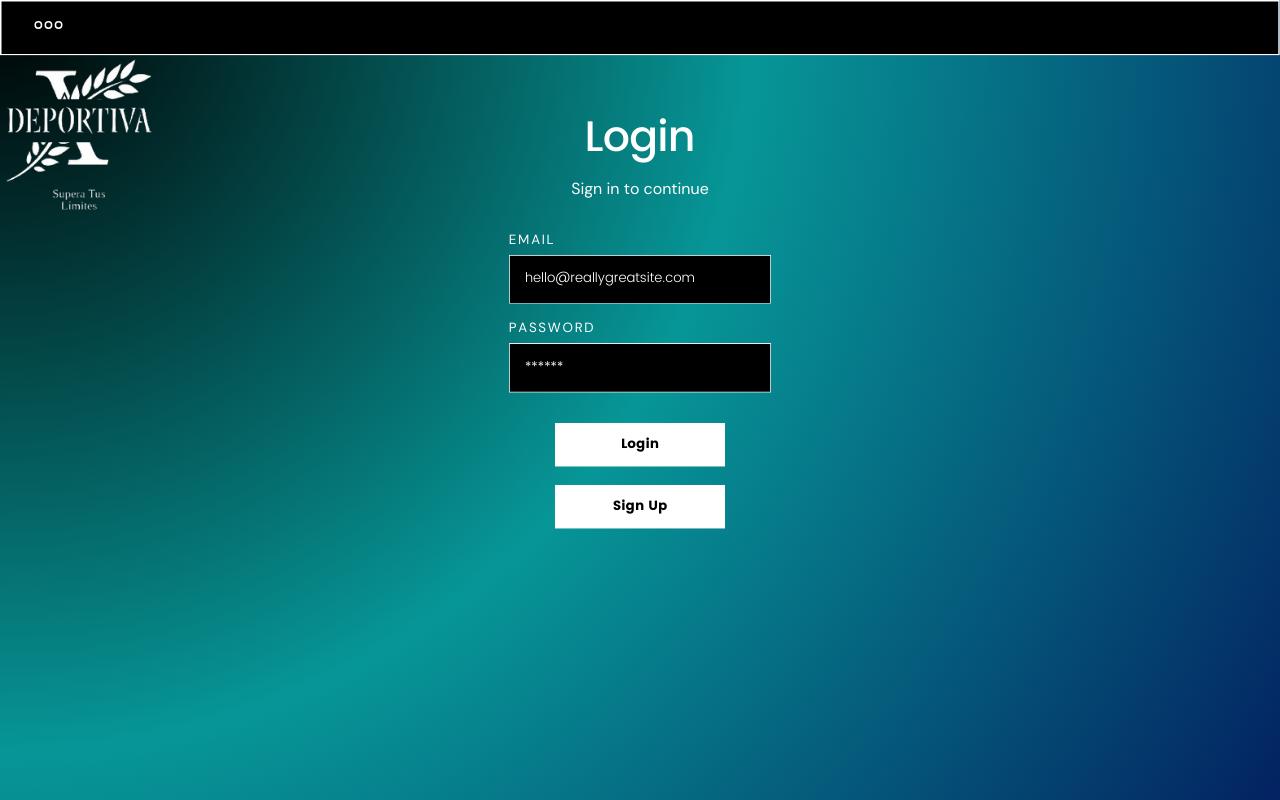 DEPORTIVA
Supera Tus
Limites
Login
Sign in to continue
EMAIL
hello@reallygreatsite.com
PASSWORD
******
Login
Sign Up